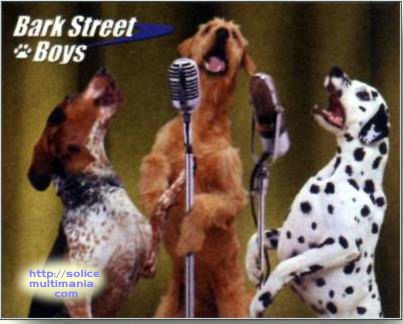 Bark Street
Boys
http://solice.
multimania.
com